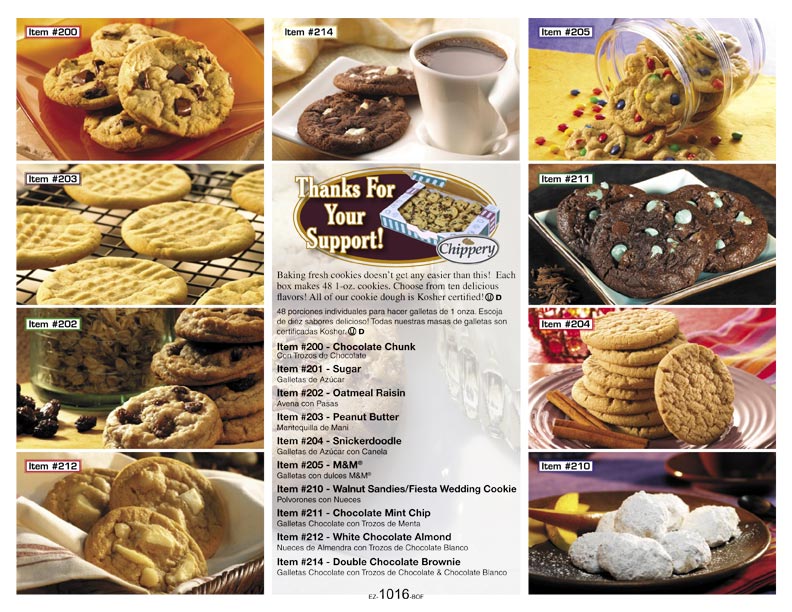 Item #200
Item #214
Item #205
Item #203
Item #211
Item #202
Item #204
Item #212
Item #210
Thanks For
Your
Support!
Chippery
Baking fresh cookies doesn't get any easier than this! Each
box makes 48 1-oz. cookies. Choose from ten delicious
flavors! All of our cookie dough is Kosher certified! Ⓤ D
48 porciones individuales para hacer galletas de 1 onza. Escoja
de diez sabores delicioso! Todas nuestras masas de galletas son
certificadas Kosher. Ⓤ D
Item #200 - Chocolate Chunk
Con Trozos de Chocolate
Item #201 - Sugar
Galletas de Azúcar
Item #202 - Oatmeal Raisin
Avena con Pasas
Item #203 - Peanut Butter
Mantequilla de Mani
Item #204 - Snickerdoodle
Galletas de Azúcar con Canela
Item #205 - M&M®
Galletas con dulces M&M®
Item #210 - Walnut Sandies/Fiesta Wedding Cookie
Polvorones con Nueces
Item #211 - Chocolate Mint Chip
Galletas Chocolate con Trozos de Menta
Item #212 - White Chocolate Almond
Nueces de Almendra con Trozos de Chocolate Blanco
Item #214 - Double Chocolate Brownie
Galletas Chocolate con Trozos de Chocolate & Chocolate Blanco
EZ-1016-BOF